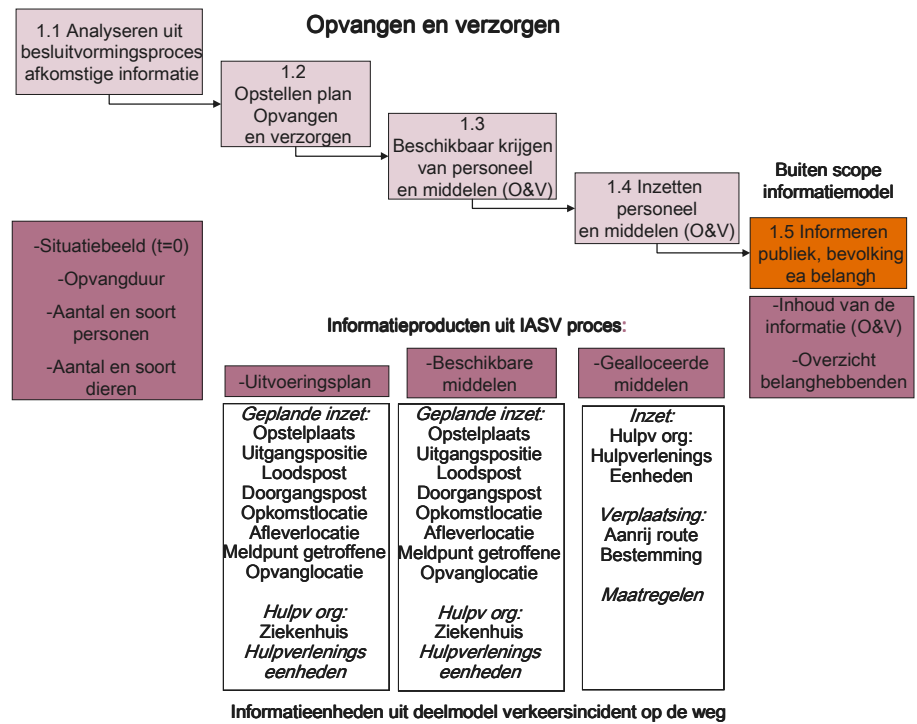 Opvangen en verzorgen
1.1 Analyseren uit
besluitvormingsproces
afkomstige informatie
1.2
Opstellen plan
Opvangen
en verzorgen
1.3
Beschikbaar krijgen
van personeel
en middelen (O&V)
1.4 Inzetten
personeel
en middelen (O&V)
Buiten scope
informatiemodel
1.5 Informeren
publiek, bevolking
ea belangh
-Situatiebeeld (t=0)
-Opvangduur
-Aantal en soort
personen
-Aantal en soort
dieren
-Inhoud van de
informatie (O&V)
-Overzicht
belanghebbenden
Informatieproducten uit IASV proces:
-Uitvoeringsplan
Geplande inzet:
Opstelplaats
Uitgangspositie
Loodspost
Doorgangspost
Opkomstlocatie
Afleverlocatie
Meldpunt getroffene
Opvanglocatie
Hulpv org:
Ziekenhuis
Hulpverlenings
eenheden
-Beschikbare
middelen
Geplande inzet:
Opstelplaats
Uitgangspositie
Loodspost
Doorgangspost
Opkomstlocatie
Afleverlocatie
Meldpunt getroffene
Opvanglocatie
Hulpv org:
Ziekenhuis
Hulpverlenings
eenheden
-Gealloceerde
middelen
Inzet:
Hulpv org:
Hulpverlenings
Eenheden
Verplaatsing:
Aanrij route
Bestemming
Maatregelen
Informatieenheden uit deelmodel verkeersincident op de weg